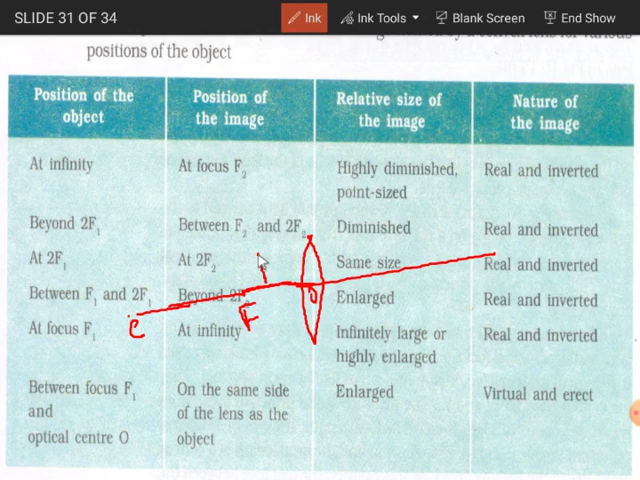 SLIDE 31 OF 34
Ink
Ink Tools
Blank Screen
End Show
by a convex lens for various
positions of the object
Position of the object
Position of the image
Relative size of the image
Nature of the image
At infinity
At focus F2
Highly diminished, point-sized
Real and inverted
Beyond 2F1
Between F2 and 2F2
Diminished
Real and inverted
At 2F1
At 2F2
Same size
Real and inverted
Between F1 and 2F1
Beyond 2F2
Enlarged
Real and inverted
At focus F1
At infinity
Infinitely large or highly enlarged
Real and inverted
Between focus F1 and optical centre O
On the same side of the lens as the object
Enlarged
Virtual and erect
C
F
O